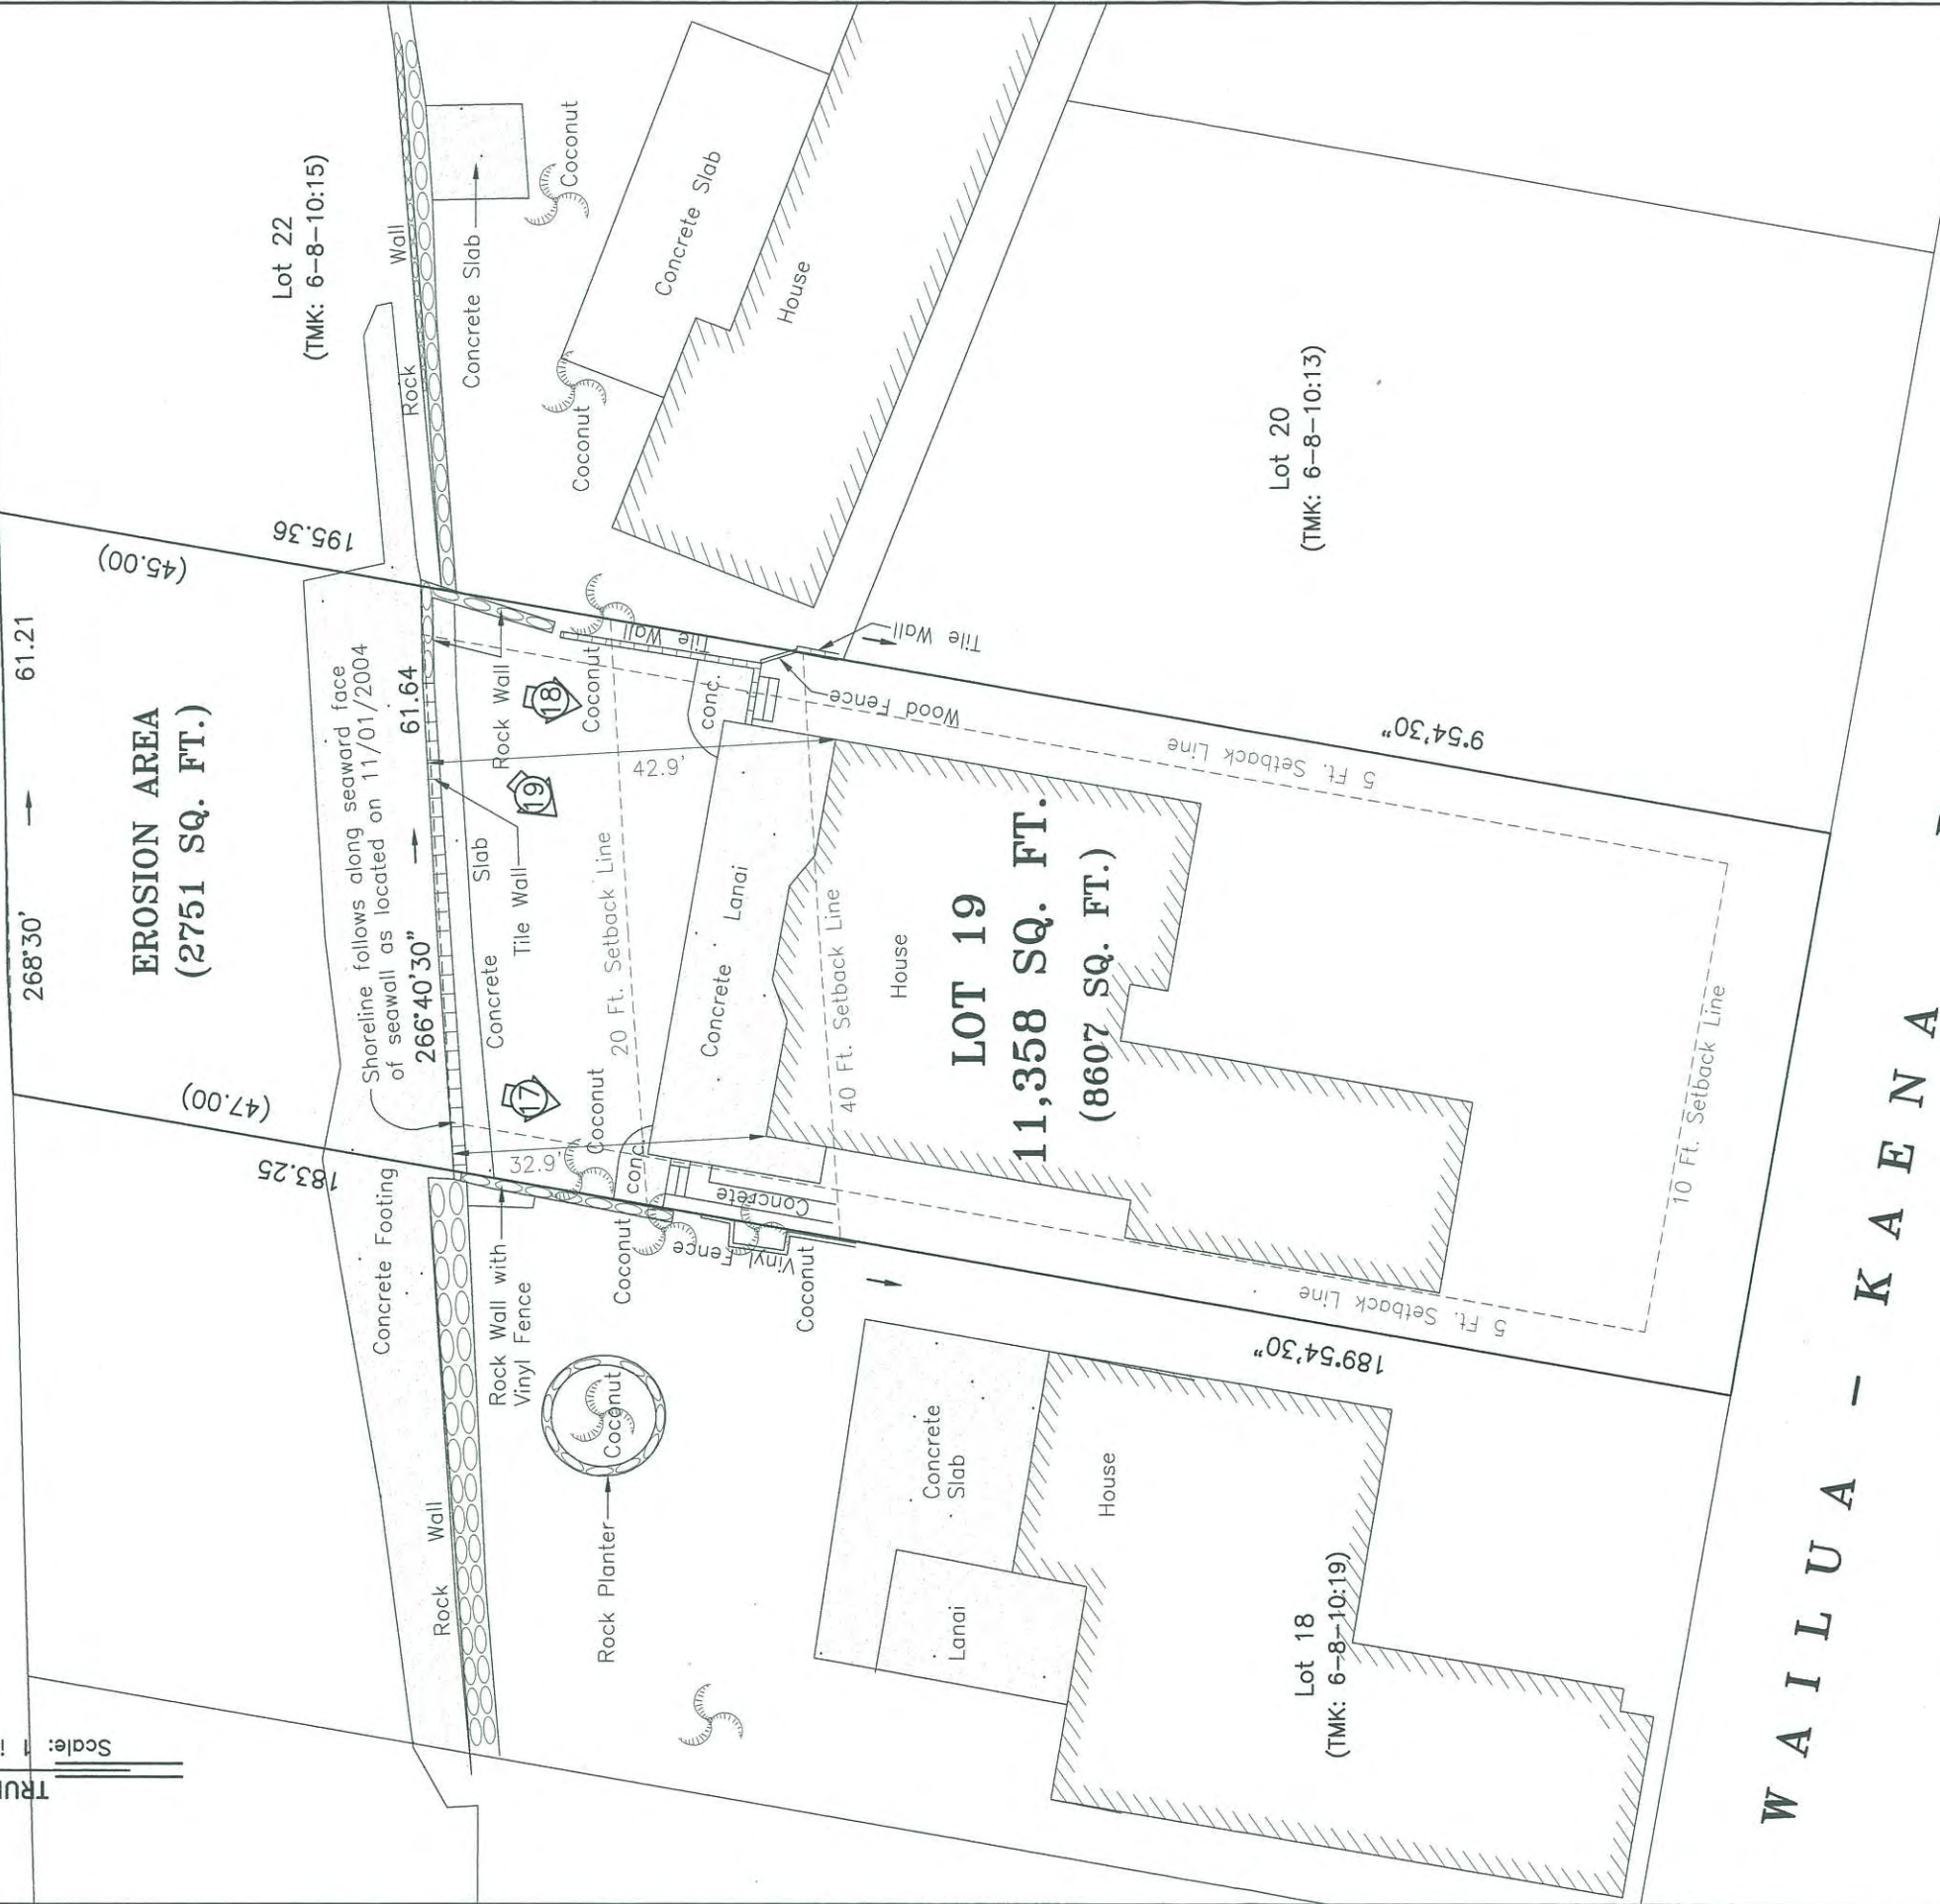 268°30'
61.21
EROSION AREA
(2751 SQ. FT.)
(47.00)
183.25
(45.00)
195.36
Shoreline follows along seaward face
of seawall as located on 11/01/2004
266°40'30"
61.64
Lot 22
(TMK: 6-8-10:15)
Rock Wall
Concrete Slab
Coconut
Concrete Slab
House
Coconut
Rock Wall
Tile Wall
Concrete Slab
18
19
17
Coconut
Tile Wall
conc.
Wood Fence
Tile Wall
42.9'
32.9'
20 Ft. Setback Line
Coconut
conc.
Concrete Lanai
40 Ft. Setback Line
House
LOT 19
11,358 SQ. FT.
(8607 SQ. FT.)
5 Ft. Setback Line
9°54'30"
10 Ft. Setback Line
5 Ft. Setback Line
189°54'30"
Concrete
Vinyl Fence
Coconut
Coconut
Rock Wall with
Vinyl Fence
Concrete Footing
Rock Wall
Rock Planter
Coconut
Concrete
Slab
Lanai
House
Lot 18
(TMK: 6-8-10:19)
Lot 20
(TMK: 6-8-10:13)
WAILUA - KAENA
Scale: 1